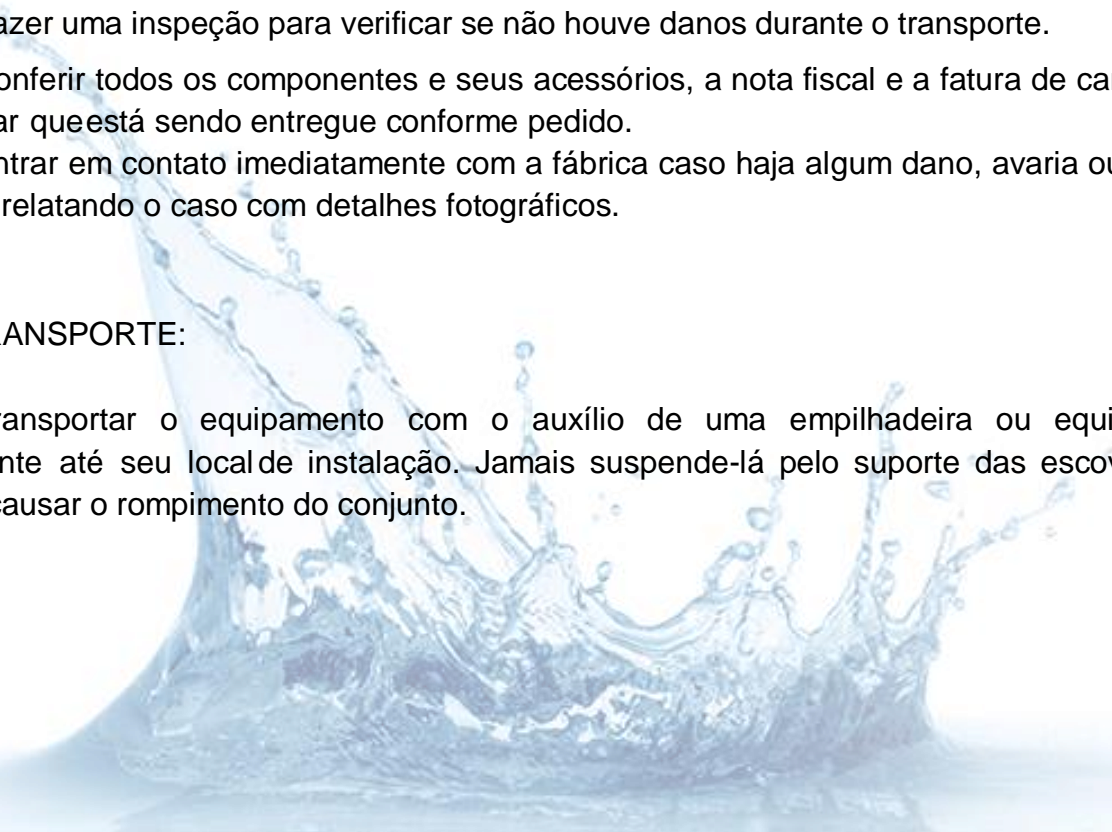 azer uma inspeção para verificar se não houve danos durante o transporte.
onferir todos os componentes e seus acessórios, a nota fiscal e a fatura de ca
ar queestá sendo entregue conforme pedido.
ntrar em contato imediatamente com a fábrica caso haja algum dano, avaria ou
relatando o caso com detalhes fotográficos.
ANSPORTE:
ransportar o equipamento com o auxílio de uma empilhadeira ou equi
nte até seu local de instalação. Jamais suspende-lá pelo suporte das escov
causar o rompimento do conjunto.